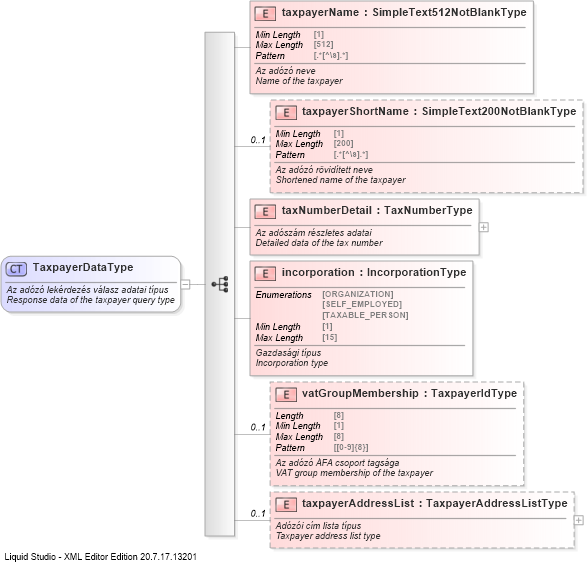 E taxpayerName : SimpleText512NotBlankType
Min Length [1]
Max Length [512]
Pattern [.*[^\s].*]
Az adózó neve
Name of the taxpayer
E taxpayerShortName : SimpleText200NotBlankType
0..1
Min Length [1]
Max Length [200]
Pattern [.*[^\s].*]
Az adózó rövidített neve
Shortened name of the taxpayer
E taxNumberDetail : TaxNumberType
Az adószám részletes adatai
Detailed data of the tax number
CT TaxpayerDataType
Az adózó lekérdezés válasz adatai típus
Response data of the taxpayer query type
E incorporation : IncorporationType
Enumerations [ORGANIZATION]
[SELF_EMPLOYED]
[TAXABLE_PERSON]
Min Length [1]
Max Length [15]
Gazdasági típus
Incorporation type
E vatGroupMembership : TaxpayerIdType
0..1
Length [8]
Min Length [1]
Max Length [8]
Pattern [[0-9]{8}]
Az adózó ÁFA csoport tagsága
VAT group membership of the taxpayer
E taxpayerAddressList : TaxpayerAddressListType
0..1
Adózói cím lista típus
Taxpayer address list type
Liquid Studio - XML Editor Edition 20.7.17.13201